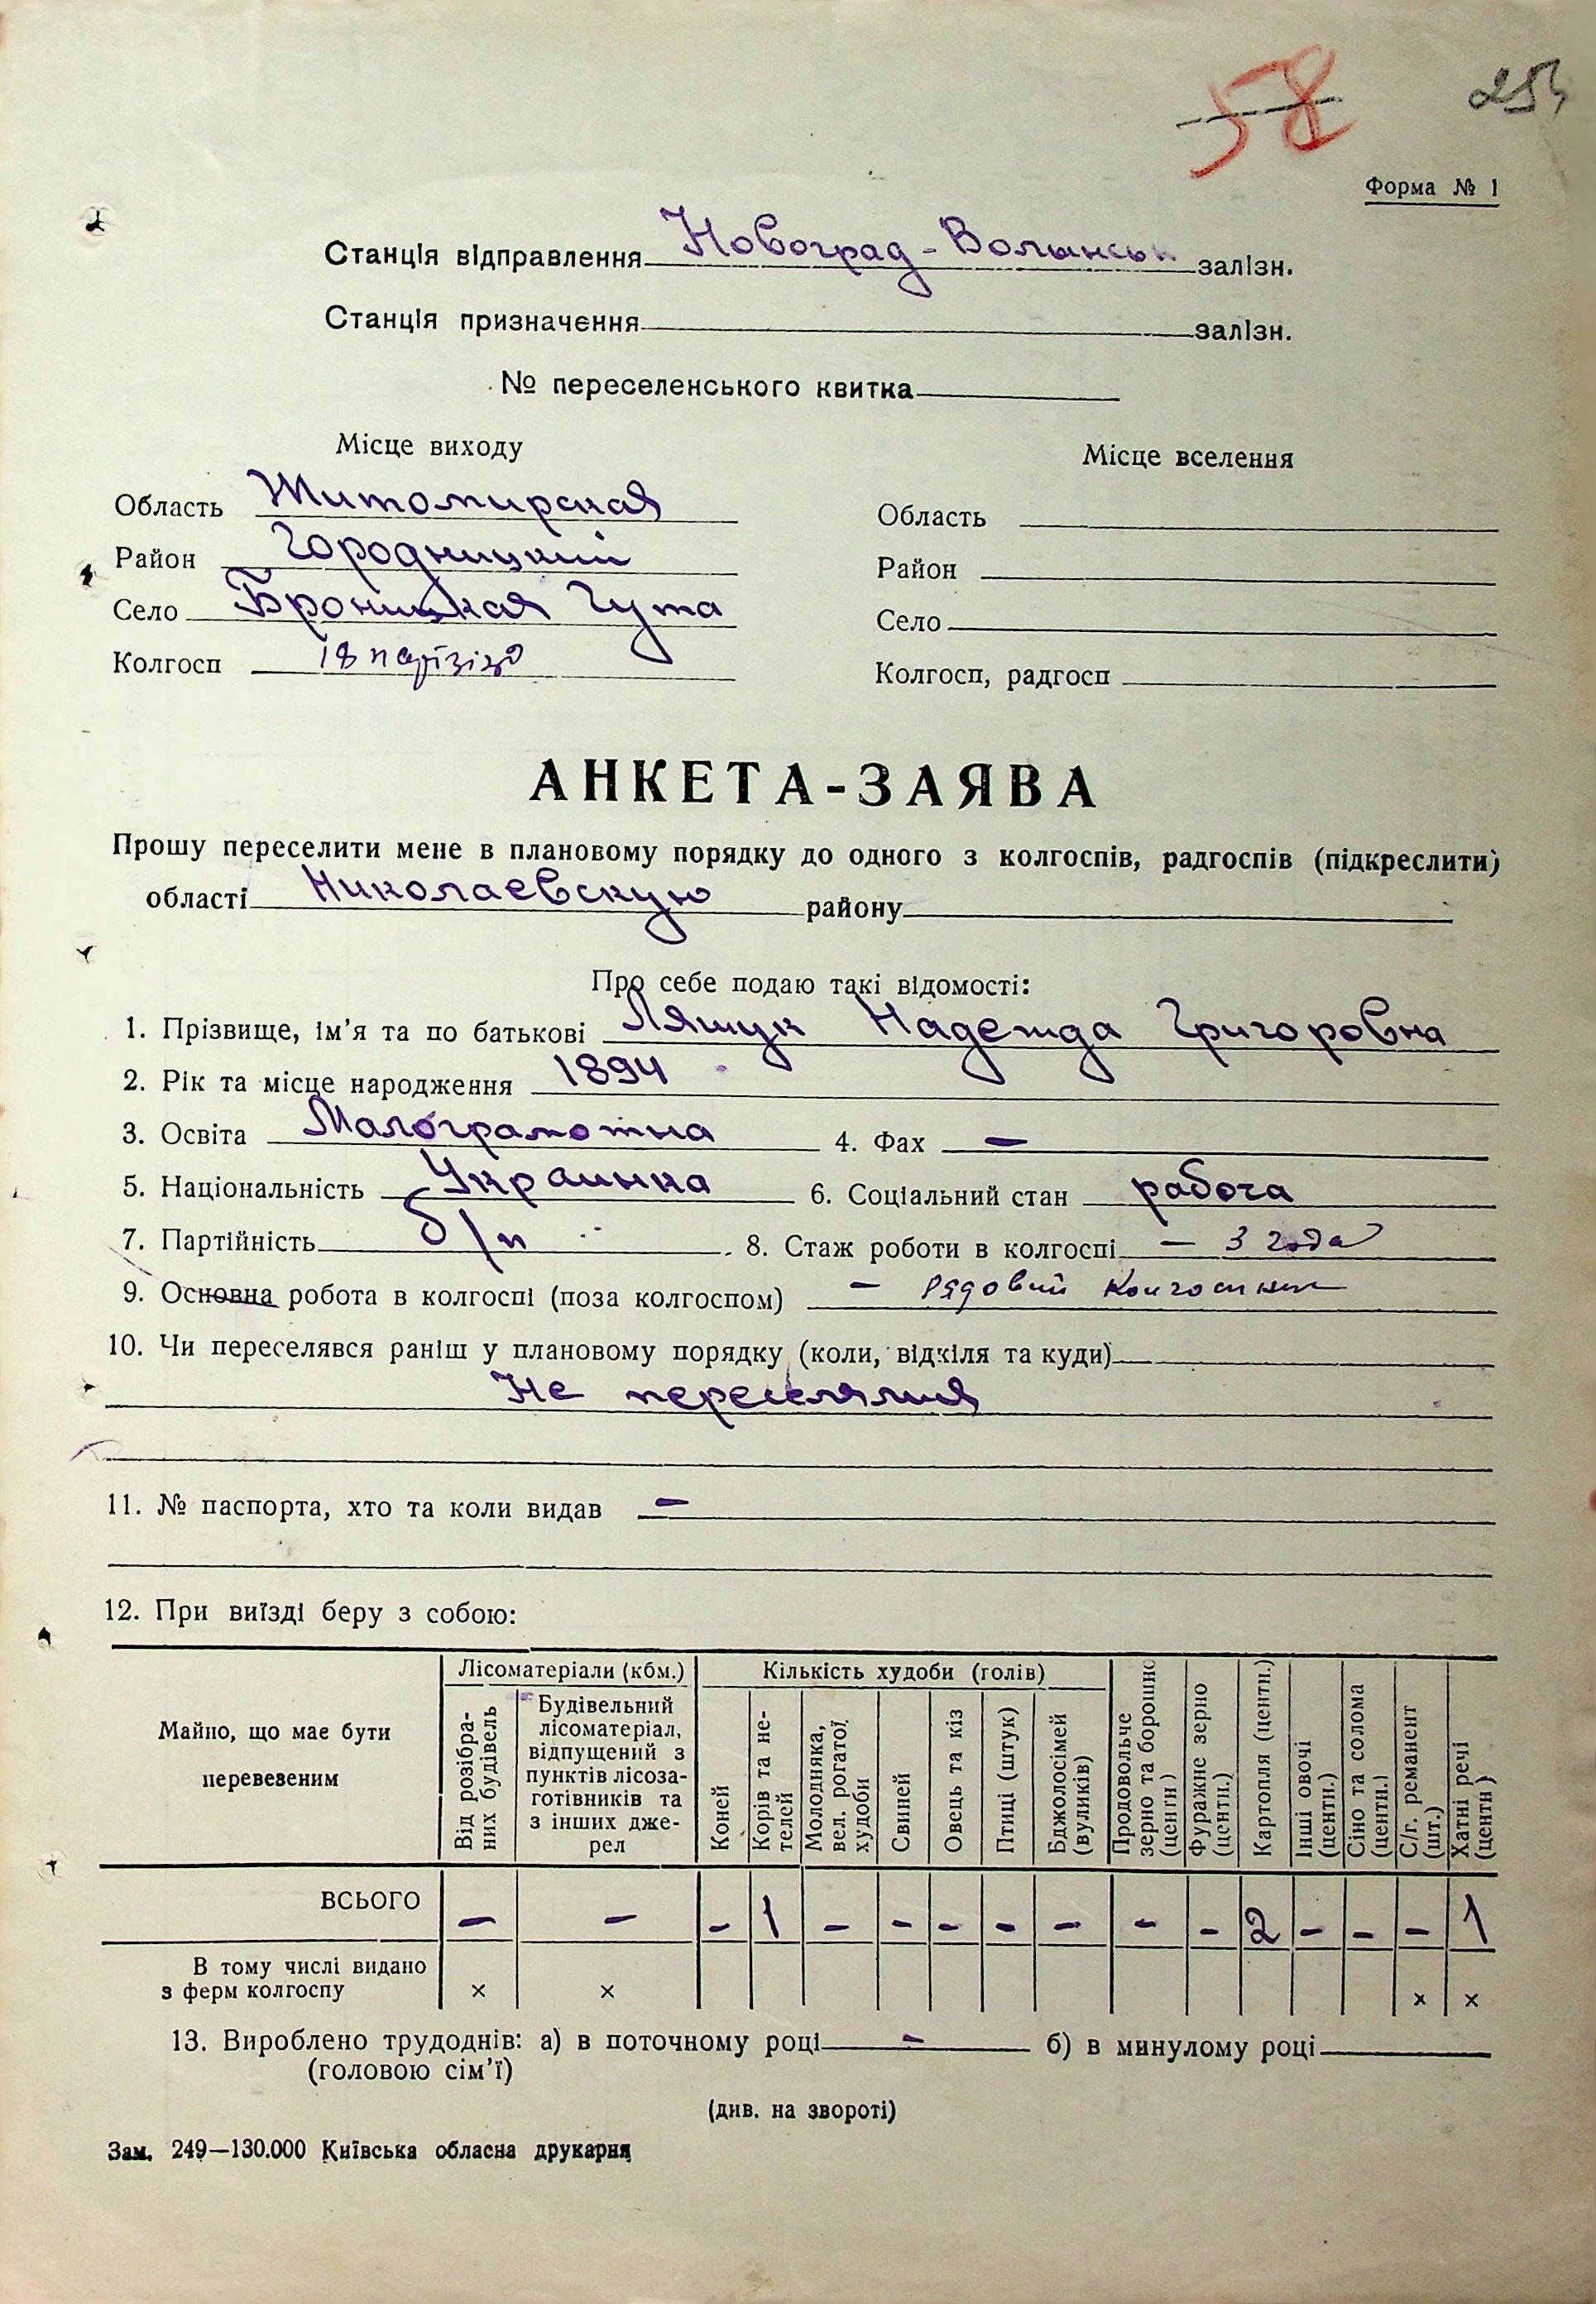 58
Форма № 1
Станція відправлення Новоград-Волынськ залізн.
Станція призначення залізн.
№ переселенського квитка
Місце виходу
Місце вселення
Область Житомирская
Область
Район Городницкий
Район
Село Броницкая Гута
Село
Колгосп 18 партзізд
Колгосп, радгосп
АНКЕТА-ЗАЯВА
Прошу переселити мене в плановому порядку до одного з колгоспів, радгоспів (підкреслити)
області Николаевскую району
Про себе подаю такі відомості:
1. Прізвище, ім’я та по батькові Лящук Надежда Григоровна
2. Рік та місце народження 1894
3. Освіта Малограмотна 4. Фах —
5. Національність Украинка 6. Соціальний стан рабоча
7. Партійність б/п 8. Стаж роботи в колгоспі — 3 года
9. Основна робота в колгоспі (поза колгоспом) — Рядовий колгоспник
10. Чи переселявся раніш у плановому порядку (коли, відкіля та куди)
Не переселялися
11. № паспорта, хто та коли видав —
12. При виїзді беру з собою:
Майно, що має бути перевезеним
Лісоматеріали (кбм.)
Кількість худоби (голів)
Від розібраних будівель
Будівельний лісоматеріал, відпущений з пунктів лісозаготівників та з інших джерел
Коней
Корів та нетелей
Молодняка, вел. рогатої худоби
Свиней
Овець та кіз
Птиці (штук)
Бджолосімей (вуликів)
Продовольче зерно та борошно (центн)
Фуражне зерно (центн.)
Картопля (центн.)
Інші овочі (центн.)
Сіно та солома (центн.)
С/г. реманент (шт.)
Хатні речі (центн)
ВСЬОГО — — — 1 — — — — — — — 2 — — — 1
В тому числі видано
з ферм колгоспу × × × ×
13. Вироблено трудоднів: а) в поточному році — б) в минулому році
(головою сім’ї)
(див. на звороті)
Зам. 249—130.000 Київська обласна друкарня